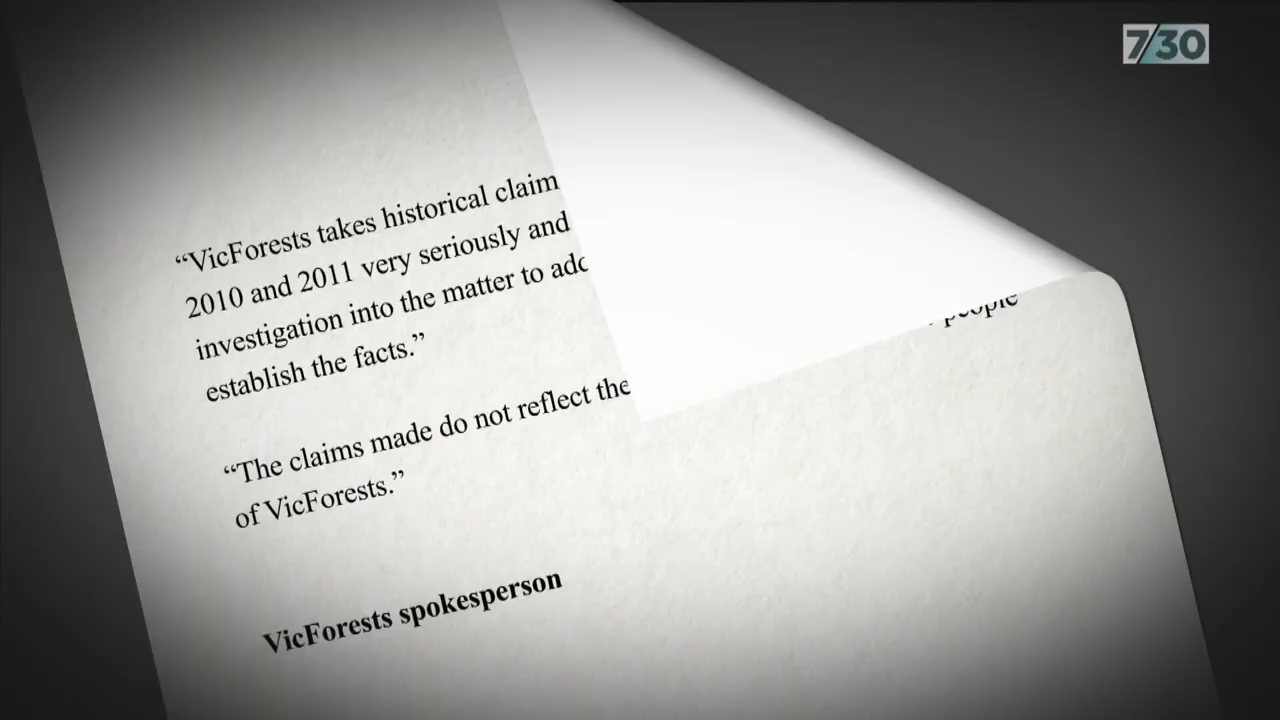 7/30
“VicForests takes historical claim
2010 and 2011 very seriously and
investigation into the matter to add
establish the facts.”
“The claims made do not reflect the
people
of VicForests.”
VicForests spokesperson